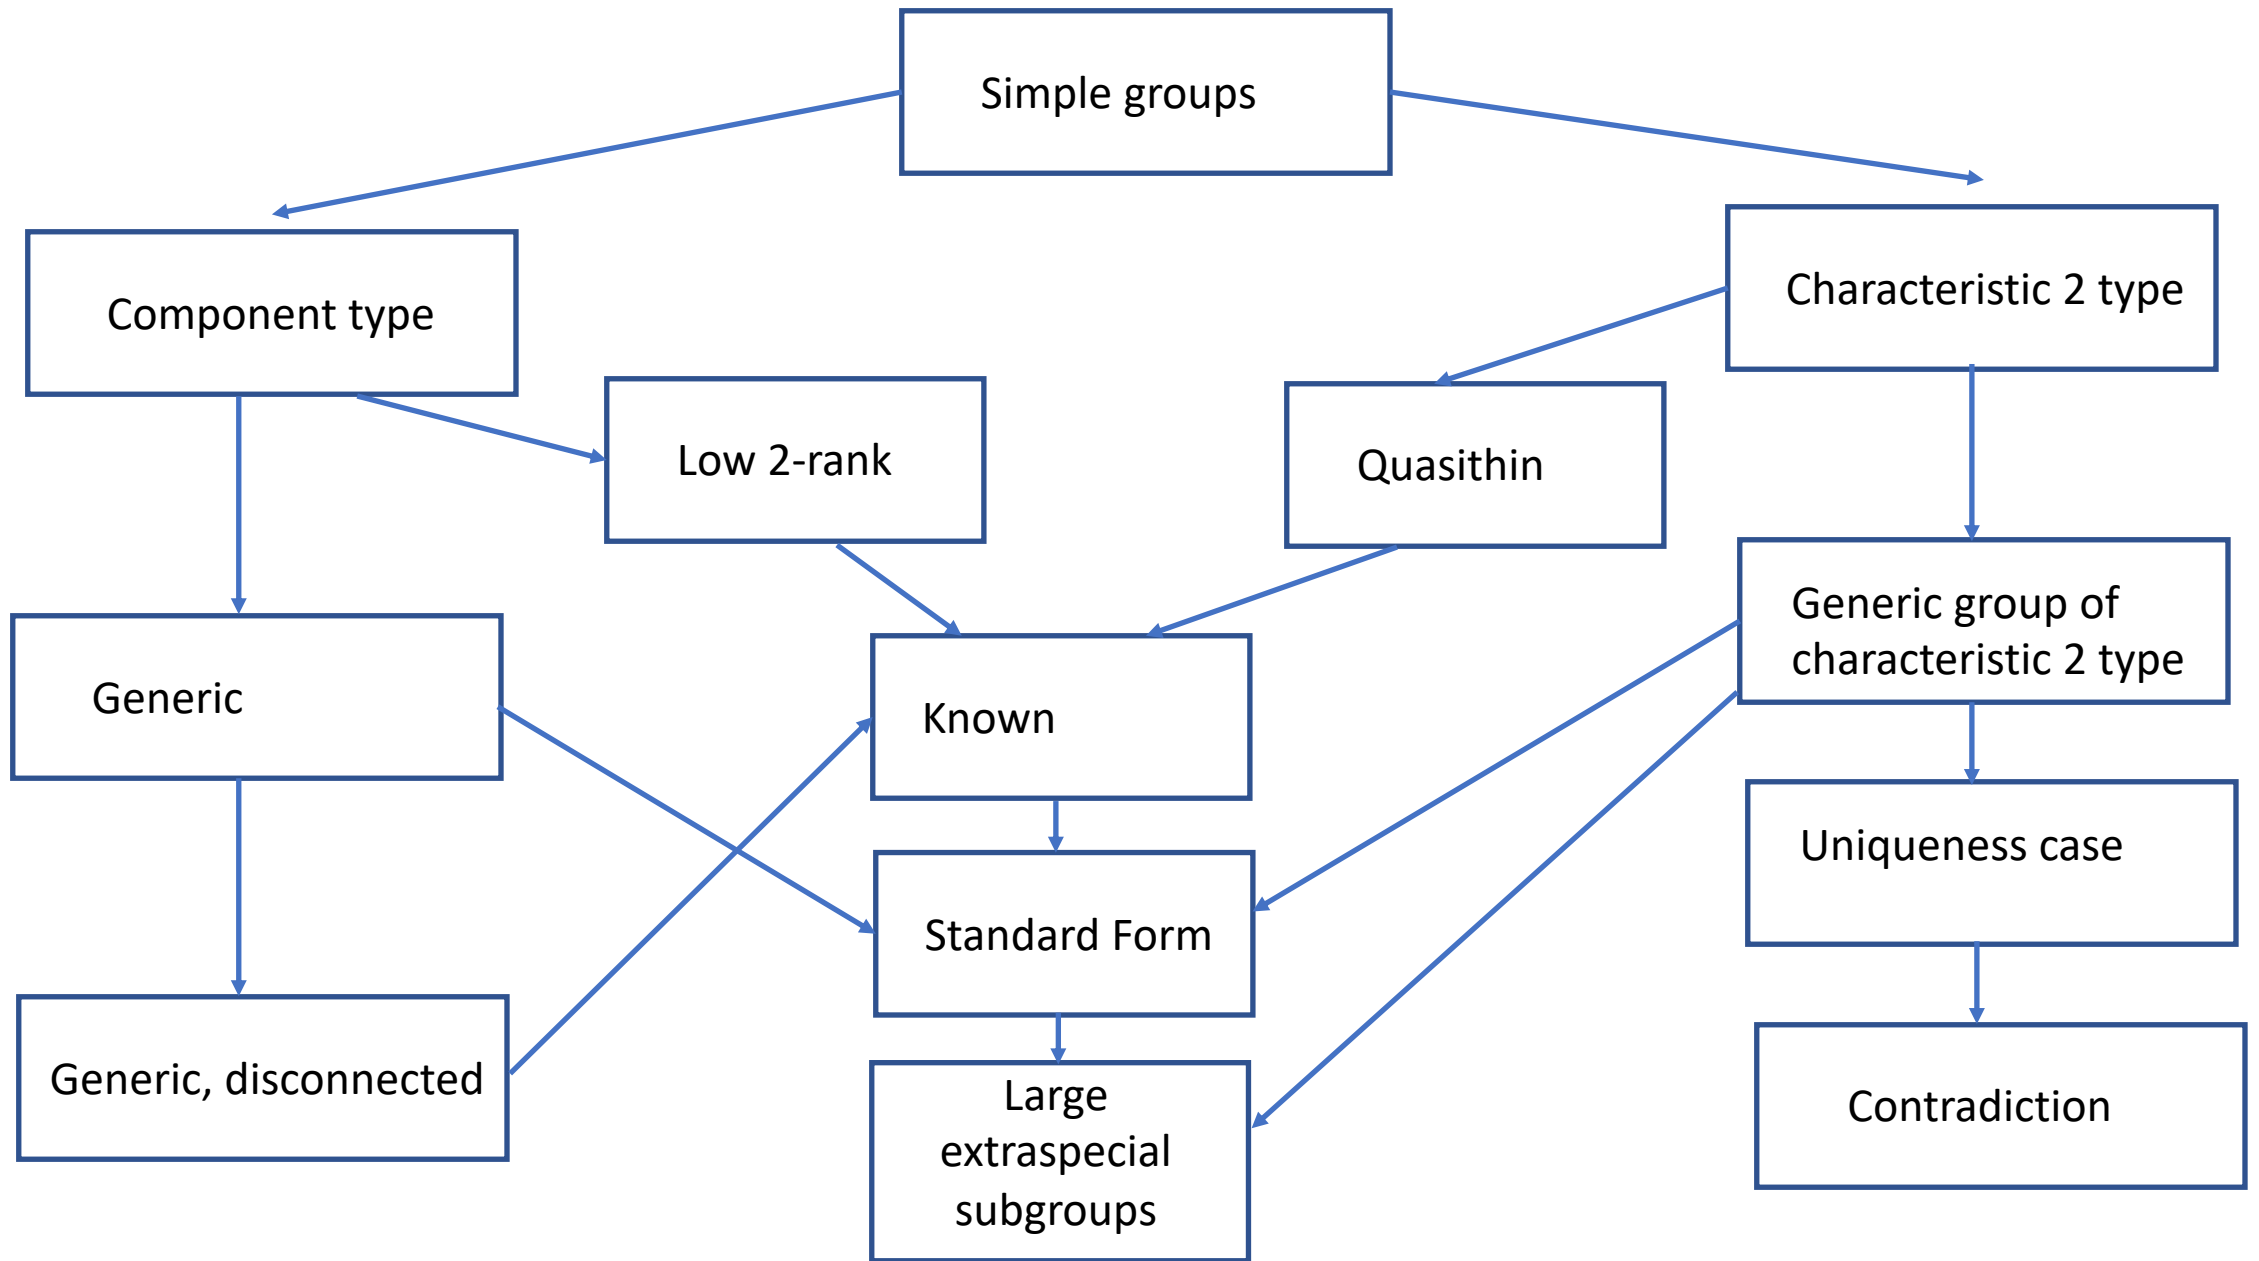 Simple groups
Component type
Characteristic 2 type
Low 2-rank
Quasithin
Generic
Known
Generic group of
characteristic 2 type
Standard Form
Uniqueness case
Generic, disconnected
Large
extraspecial
subgroups
Contradiction